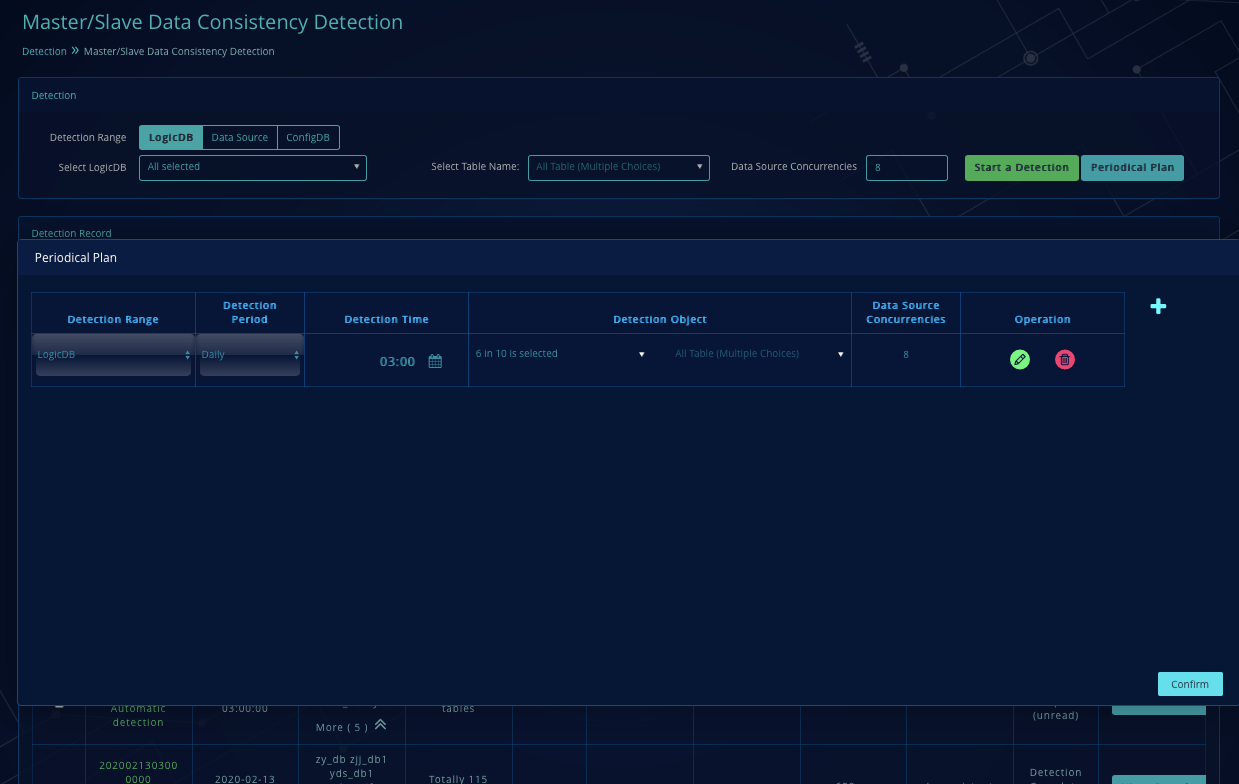 Master/Slave Data Consistency Detection
Detection » Master/Slave Data Consistency Detection
Detection
Detection Range LogicDB Data Source ConfigDB
Select LogicDB All selected Select Table Name: All Table (Multiple Choices) Data Source Concurrencies 8 Start a Detection Periodical Plan
Detection Record
Periodical Plan
Detection Range Detection Period Detection Time Detection Object Data Source Concurrencies Operation
LogicDB Daily 03:00 6 in 10 is selected All Table (Multiple Choices) 8
Confirm
Automatic detection 03:00:00 tables
More ( 5 ) (unread)
202002130300
0000 2020-02-13 zy_db zjj_db1
yds_db1 Totally 115 Detection